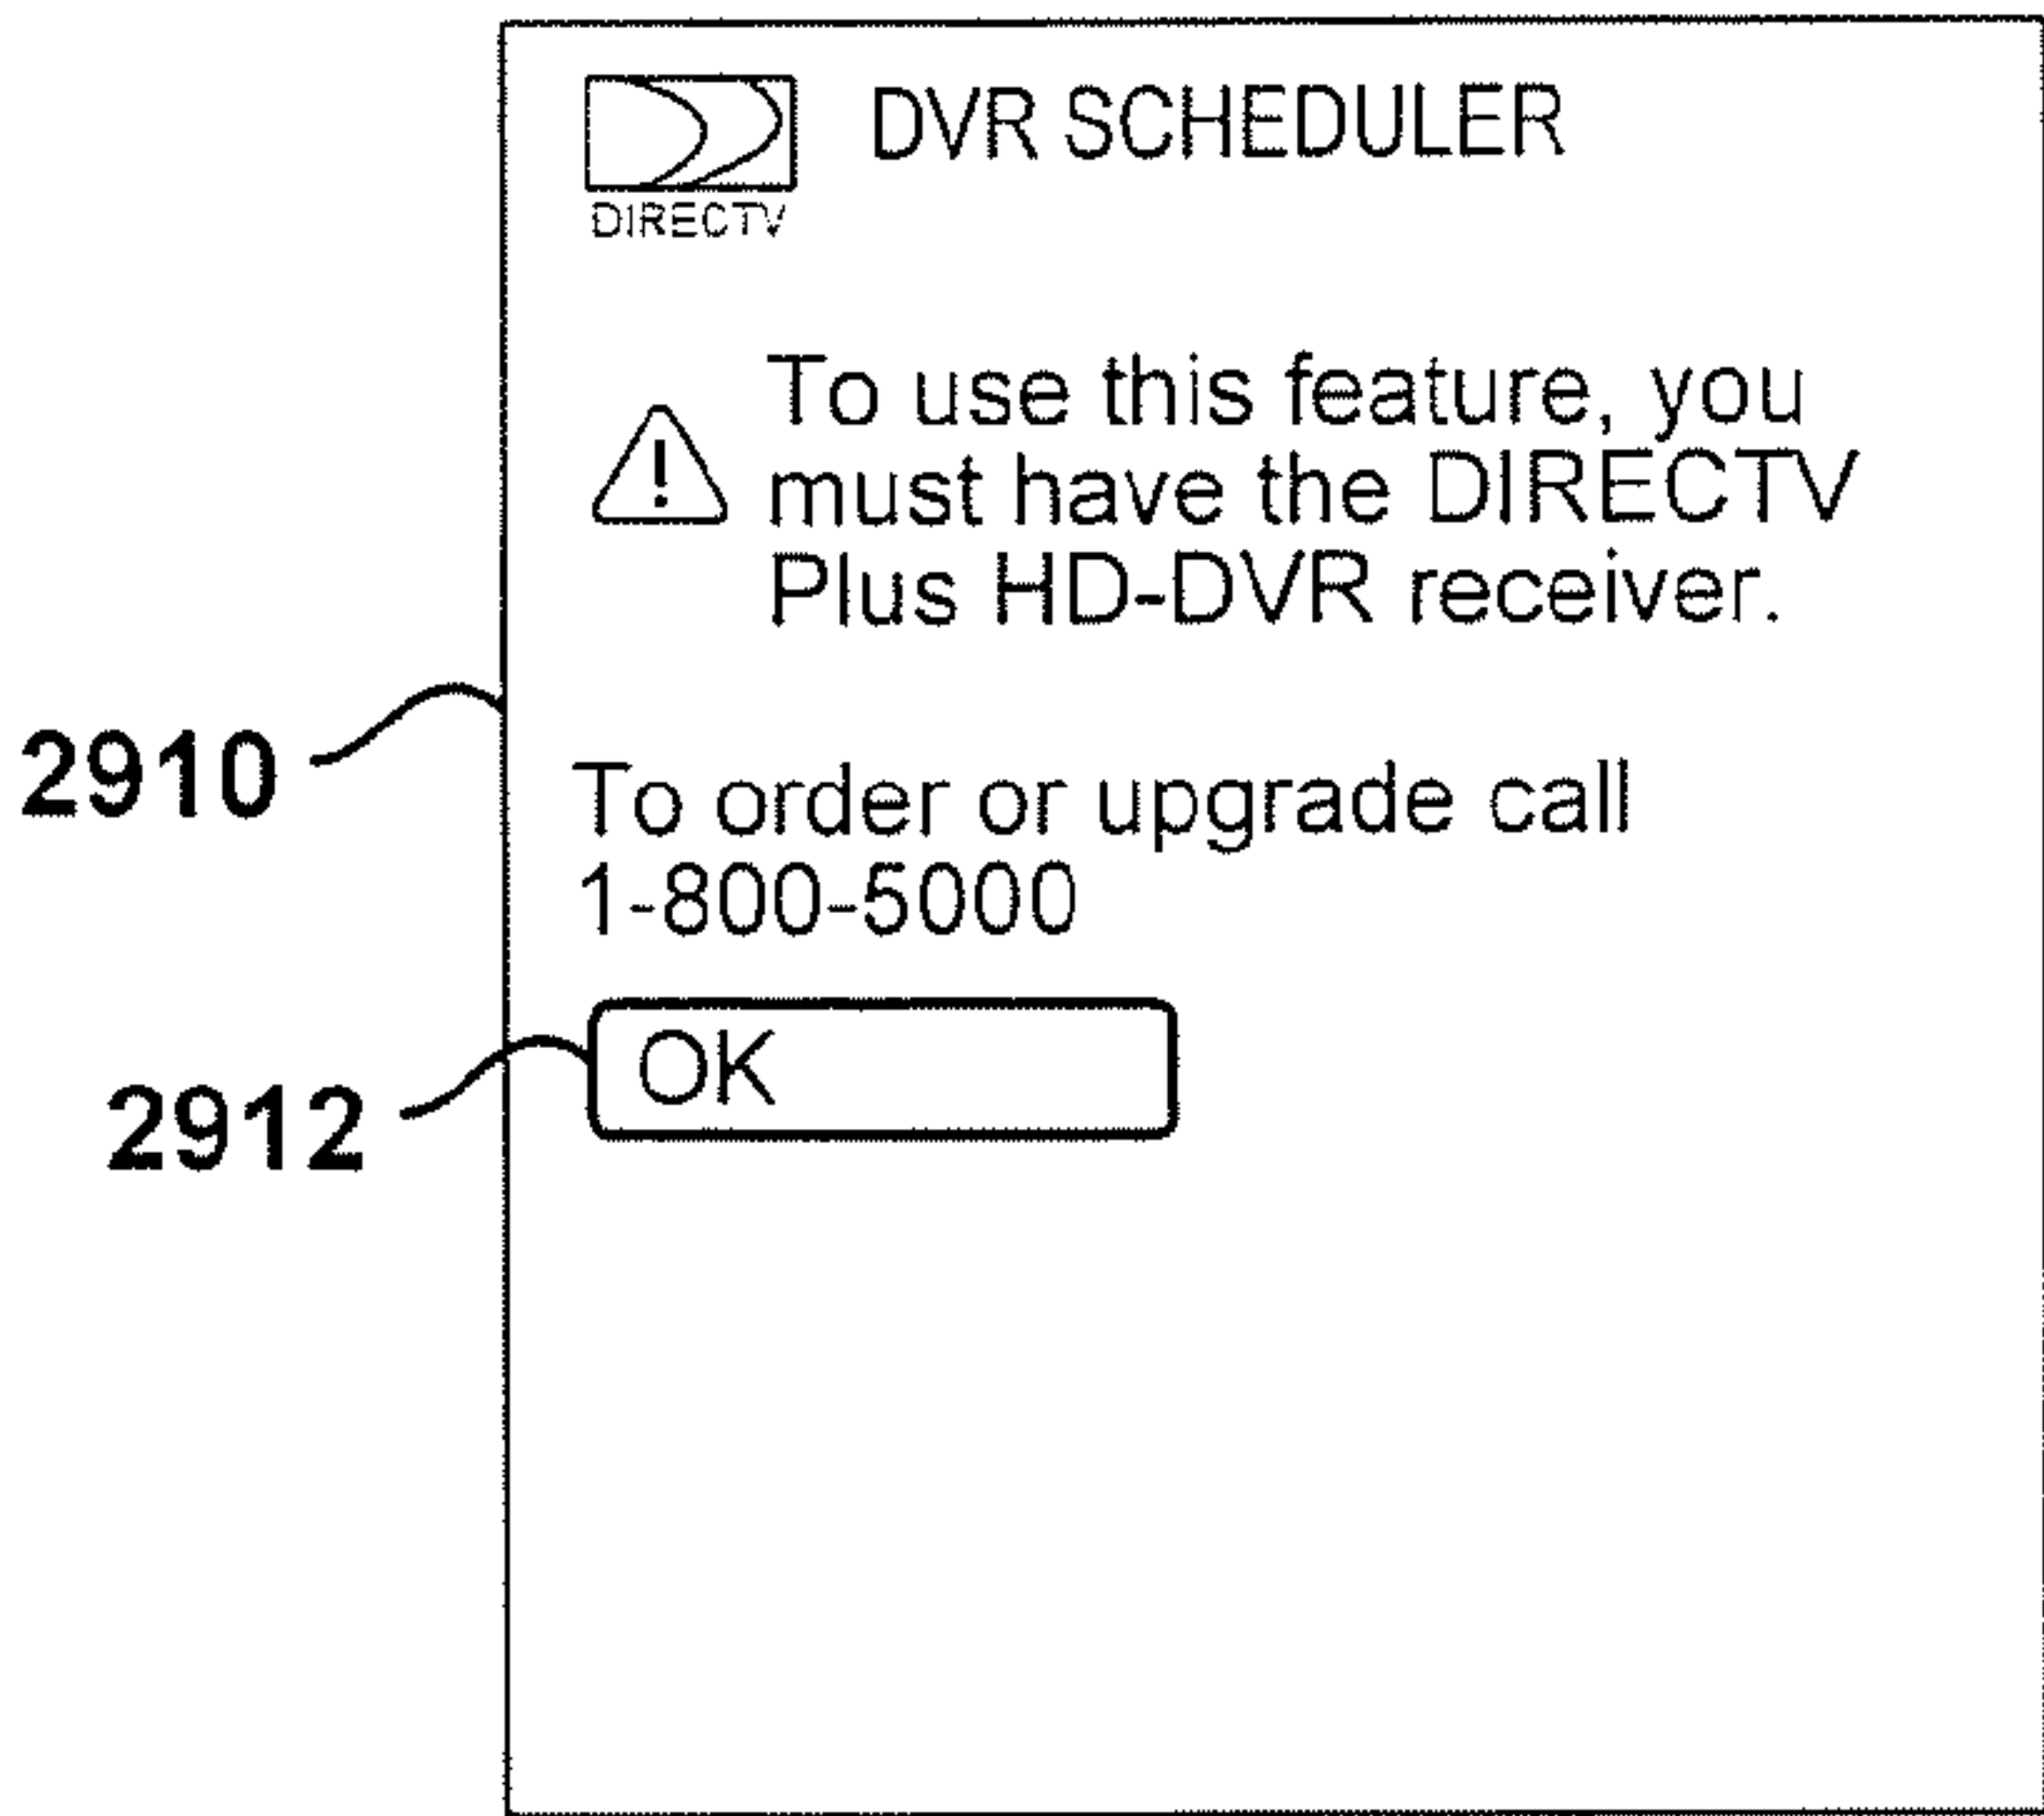 DVR SCHEDULER
DIRECTV
To use this feature, you
must have the DIRECTV
Plus HD-DVR receiver.
2910
To order or upgrade call
1-800-5000
OK
2912